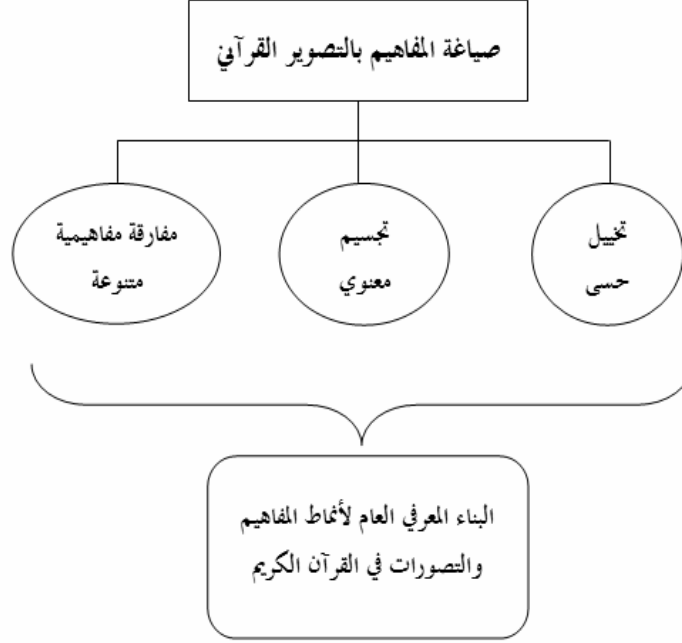 صياغة المفاهيم بالتصوير القرآني
تخييل
حسى
تجسيم
معنوي
مفارقة مفاهيمية
متنوعة
البناء المعرفي العام لأنماط المفاهيم
والتصورات في القرآن الكريم